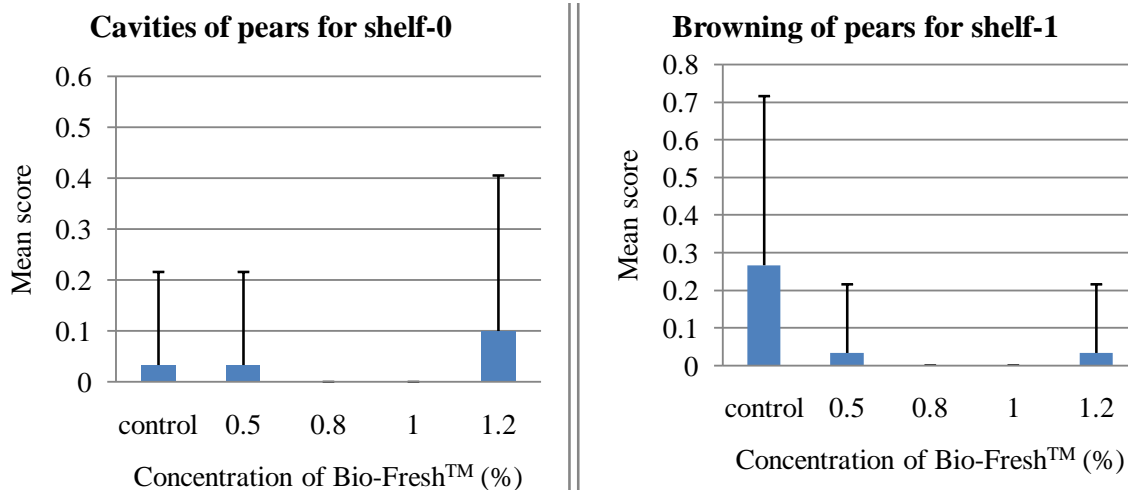 Cavities of pears for shelf-0
0.6
0.5
0.4
0.3
0.2
0.1
0
Mean score
control 0.5 0.8 1 1.2
Concentration of Bio-Fresh™ (%)
Browning of pears for shelf-1
0.8
0.7
0.6
0.5
0.4
0.3
0.2
0.1
0
Mean score
control 0.5 0.8 1 1.2
Concentration of Bio-Fresh™ (%)